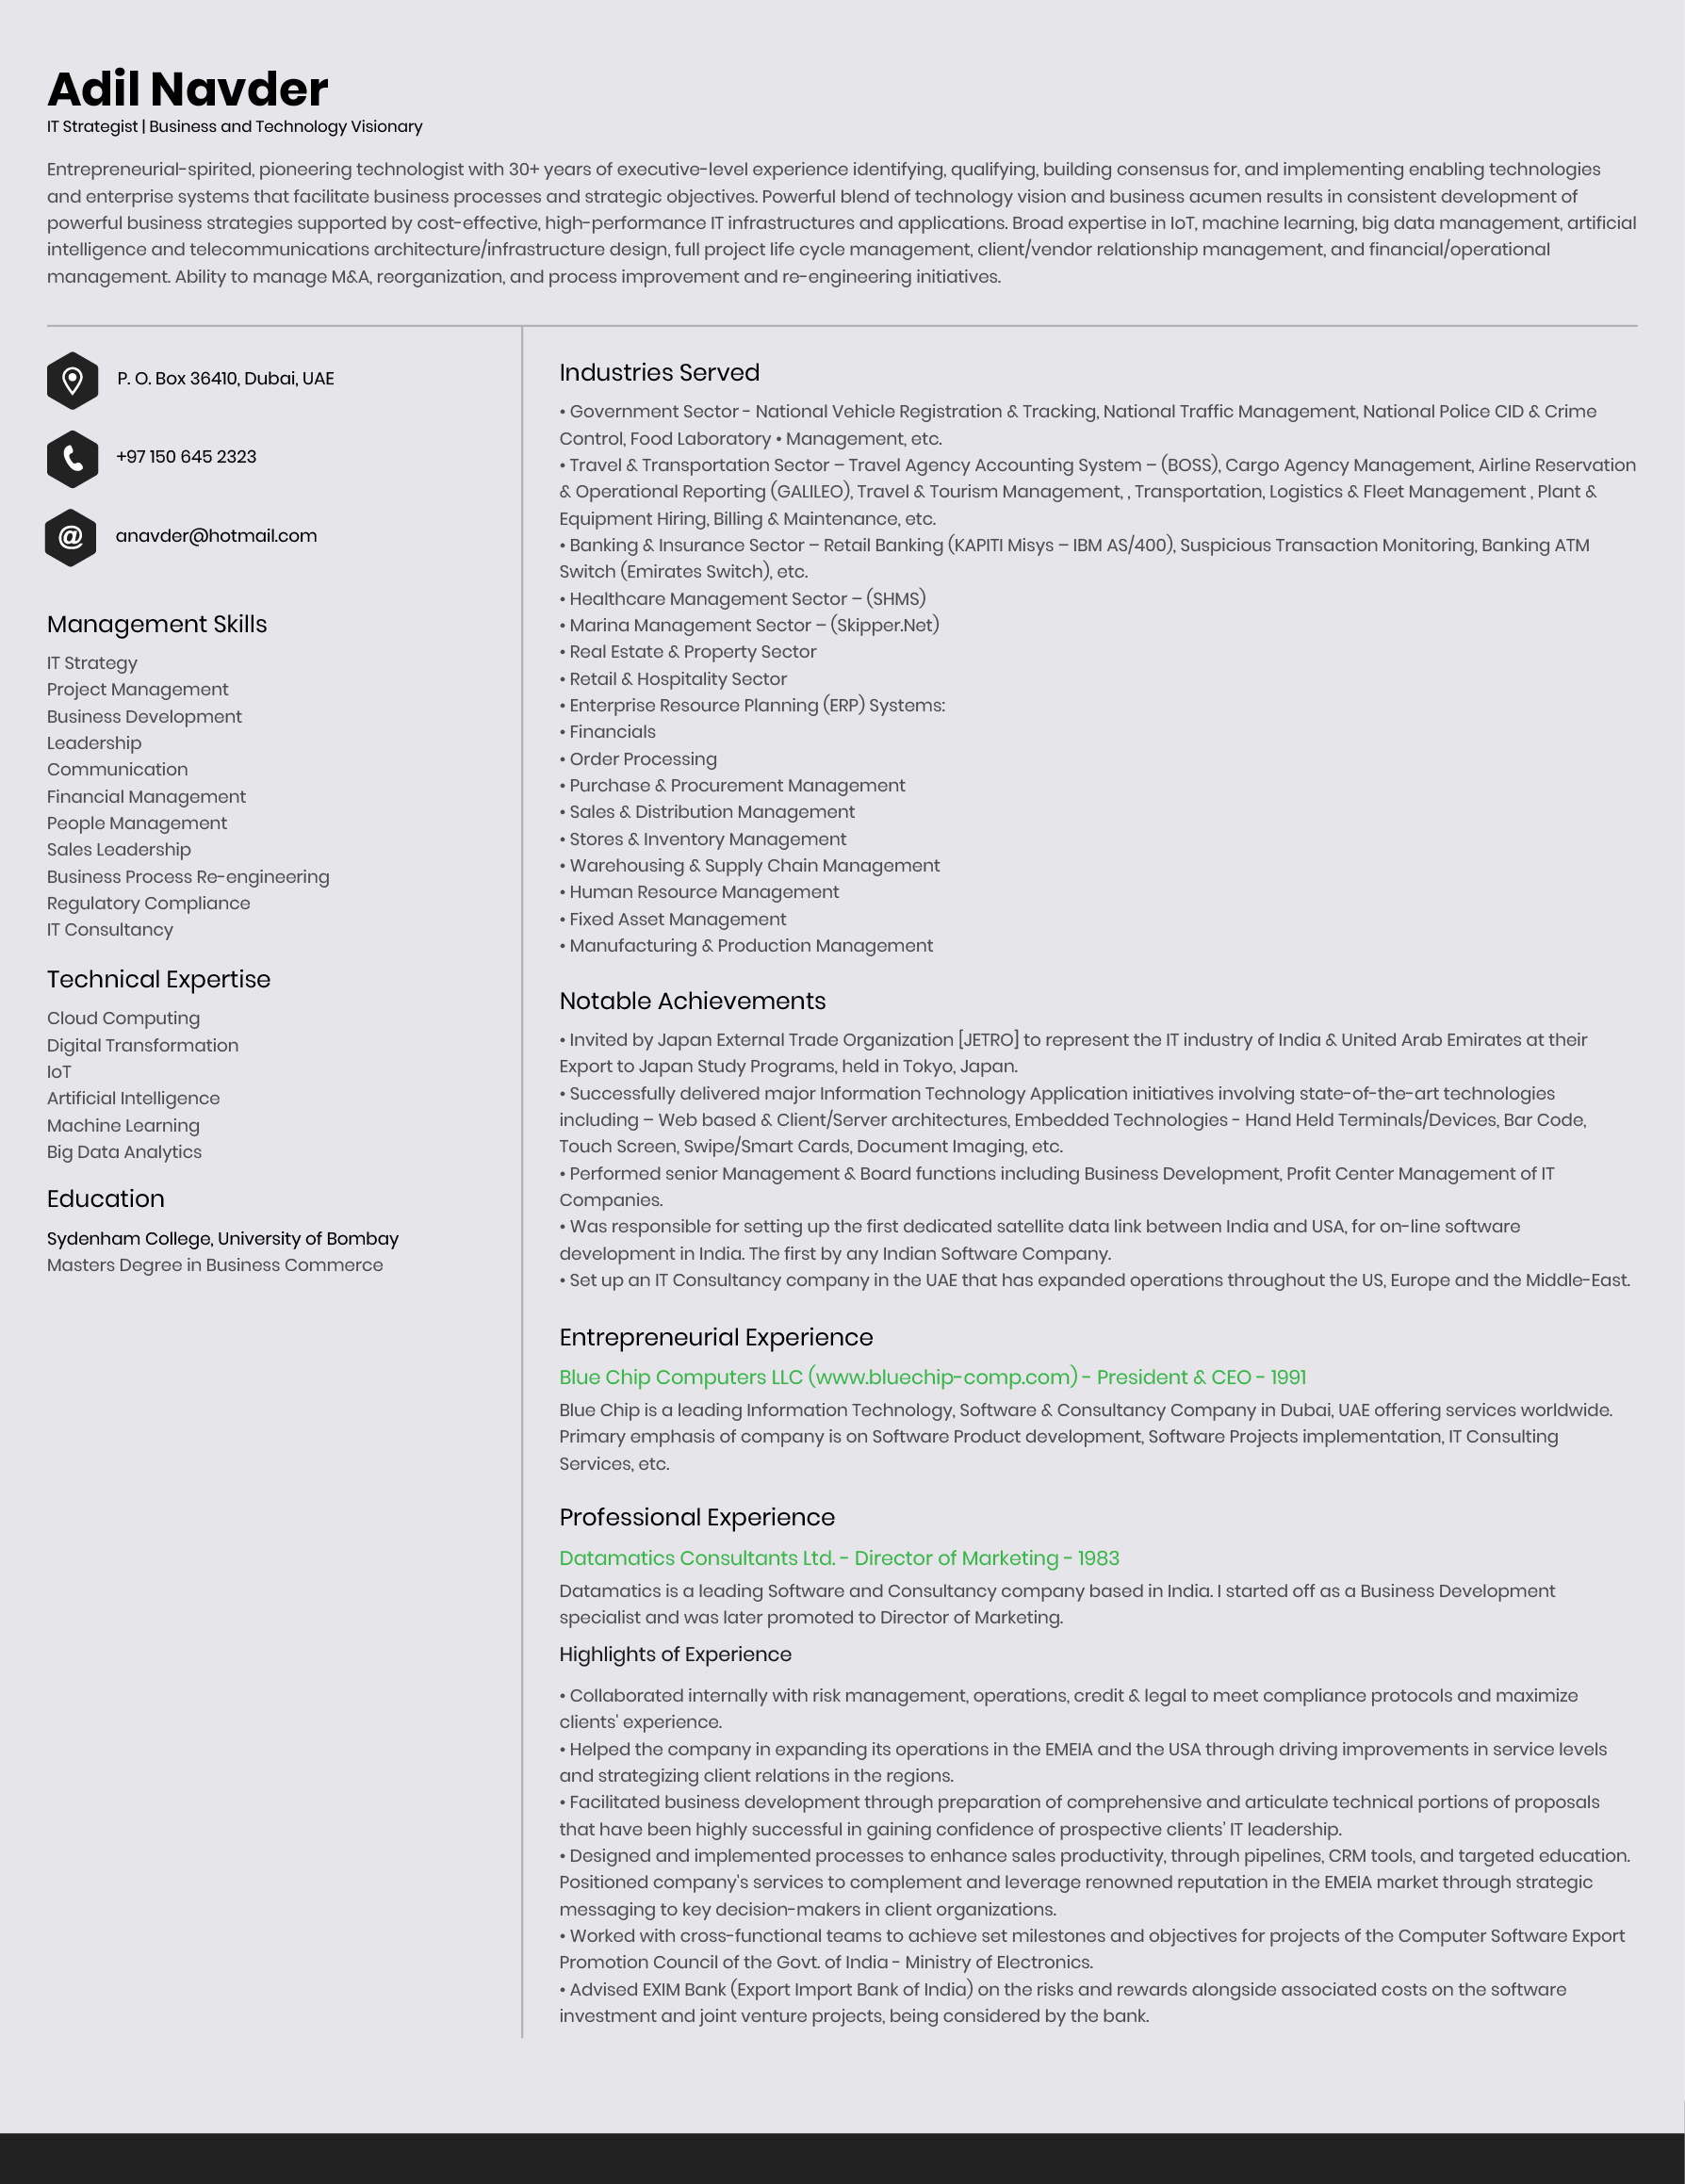 Adil Navder
IT Strategist | Business and Technology Visionary
Entrepreneurial-spirited, pioneering technologist with 30+ years of executive-level experience identifying, qualifying, building consensus for, and implementing enabling technologies
and enterprise systems that facilitate business processes and strategic objectives. Powerful blend of technology vision and business acumen results in consistent development of
powerful business strategies supported by cost-effective, high-performance IT infrastructures and applications. Broad expertise in IoT, machine learning, big data management, artificial
intelligence and telecommunications architecture/infrastructure design, full project life cycle management, client/vendor relationship management, and financial/operational
management. Ability to manage M&A, reorganization, and process improvement and re-engineering initiatives.
P. O. Box 36410, Dubai, UAE
+97 150 645 2323
@ anavder@hotmail.com
Management Skills
IT Strategy
Project Management
Business Development
Leadership
Communication
Financial Management
People Management
Sales Leadership
Business Process Re-engineering
Regulatory Compliance
IT Consultancy
Technical Expertise
Cloud Computing
Digital Transformation
IoT
Artificial Intelligence
Machine Learning
Big Data Analytics
Education
Sydenham College, University of Bombay
Masters Degree in Business Commerce
Industries Served
• Government Sector - National Vehicle Registration & Tracking, National Traffic Management, National Police CID & Crime
Control, Food Laboratory • Management, etc.
• Travel & Transportation Sector – Travel Agency Accounting System – (BOSS), Cargo Agency Management, Airline Reservation
& Operational Reporting (GALILEO), Travel & Tourism Management, , Transportation, Logistics & Fleet Management , Plant &
Equipment Hiring, Billing & Maintenance, etc.
• Banking & Insurance Sector – Retail Banking (KAPITI Misys – IBM AS/400), Suspicious Transaction Monitoring, Banking ATM
Switch (Emirates Switch), etc.
• Healthcare Management Sector – (SHMS)
• Marina Management Sector – (Skipper.Net)
• Real Estate & Property Sector
• Retail & Hospitality Sector
• Enterprise Resource Planning (ERP) Systems:
• Financials
• Order Processing
• Purchase & Procurement Management
• Sales & Distribution Management
• Stores & Inventory Management
• Warehousing & Supply Chain Management
• Human Resource Management
• Fixed Asset Management
• Manufacturing & Production Management
Notable Achievements
• Invited by Japan External Trade Organization [JETRO] to represent the IT industry of India & United Arab Emirates at their
Export to Japan Study Programs, held in Tokyo, Japan.
• Successfully delivered major Information Technology Application initiatives involving state-of-the-art technologies
including – Web based & Client/Server architectures, Embedded Technologies - Hand Held Terminals/Devices, Bar Code,
Touch Screen, Swipe/Smart Cards, Document Imaging, etc.
• Performed senior Management & Board functions including Business Development, Profit Center Management of IT
Companies.
• Was responsible for setting up the first dedicated satellite data link between India and USA, for on-line software
development in India. The first by any Indian Software Company.
• Set up an IT Consultancy company in the UAE that has expanded operations throughout the US, Europe and the Middle-East.
Entrepreneurial Experience
Blue Chip Computers LLC (www.bluechip-comp.com) - President & CEO - 1991
Blue Chip is a leading Information Technology, Software & Consultancy Company in Dubai, UAE offering services worldwide.
Primary emphasis of company is on Software Product development, Software Projects implementation, IT Consulting
Services, etc.
Professional Experience
Datamatics Consultants Ltd. - Director of Marketing - 1983
Datamatics is a leading Software and Consultancy company based in India. I started off as a Business Development
specialist and was later promoted to Director of Marketing.
Highlights of Experience
• Collaborated internally with risk management, operations, credit & legal to meet compliance protocols and maximize
clients' experience.
• Helped the company in expanding its operations in the EMEIA and the USA through driving improvements in service levels
and strategizing client relations in the regions.
• Facilitated business development through preparation of comprehensive and articulate technical portions of proposals
that have been highly successful in gaining confidence of prospective clients' IT leadership.
• Designed and implemented processes to enhance sales productivity, through pipelines, CRM tools, and targeted education.
Positioned company's services to complement and leverage renowned reputation in the EMEIA market through strategic
messaging to key decision-makers in client organizations.
• Worked with cross-functional teams to achieve set milestones and objectives for projects of the Computer Software Export
Promotion Council of the Govt. of India - Ministry of Electronics.
• Advised EXIM Bank (Export Import Bank of India) on the risks and rewards alongside associated costs on the software
investment and joint venture projects, being considered by the bank.